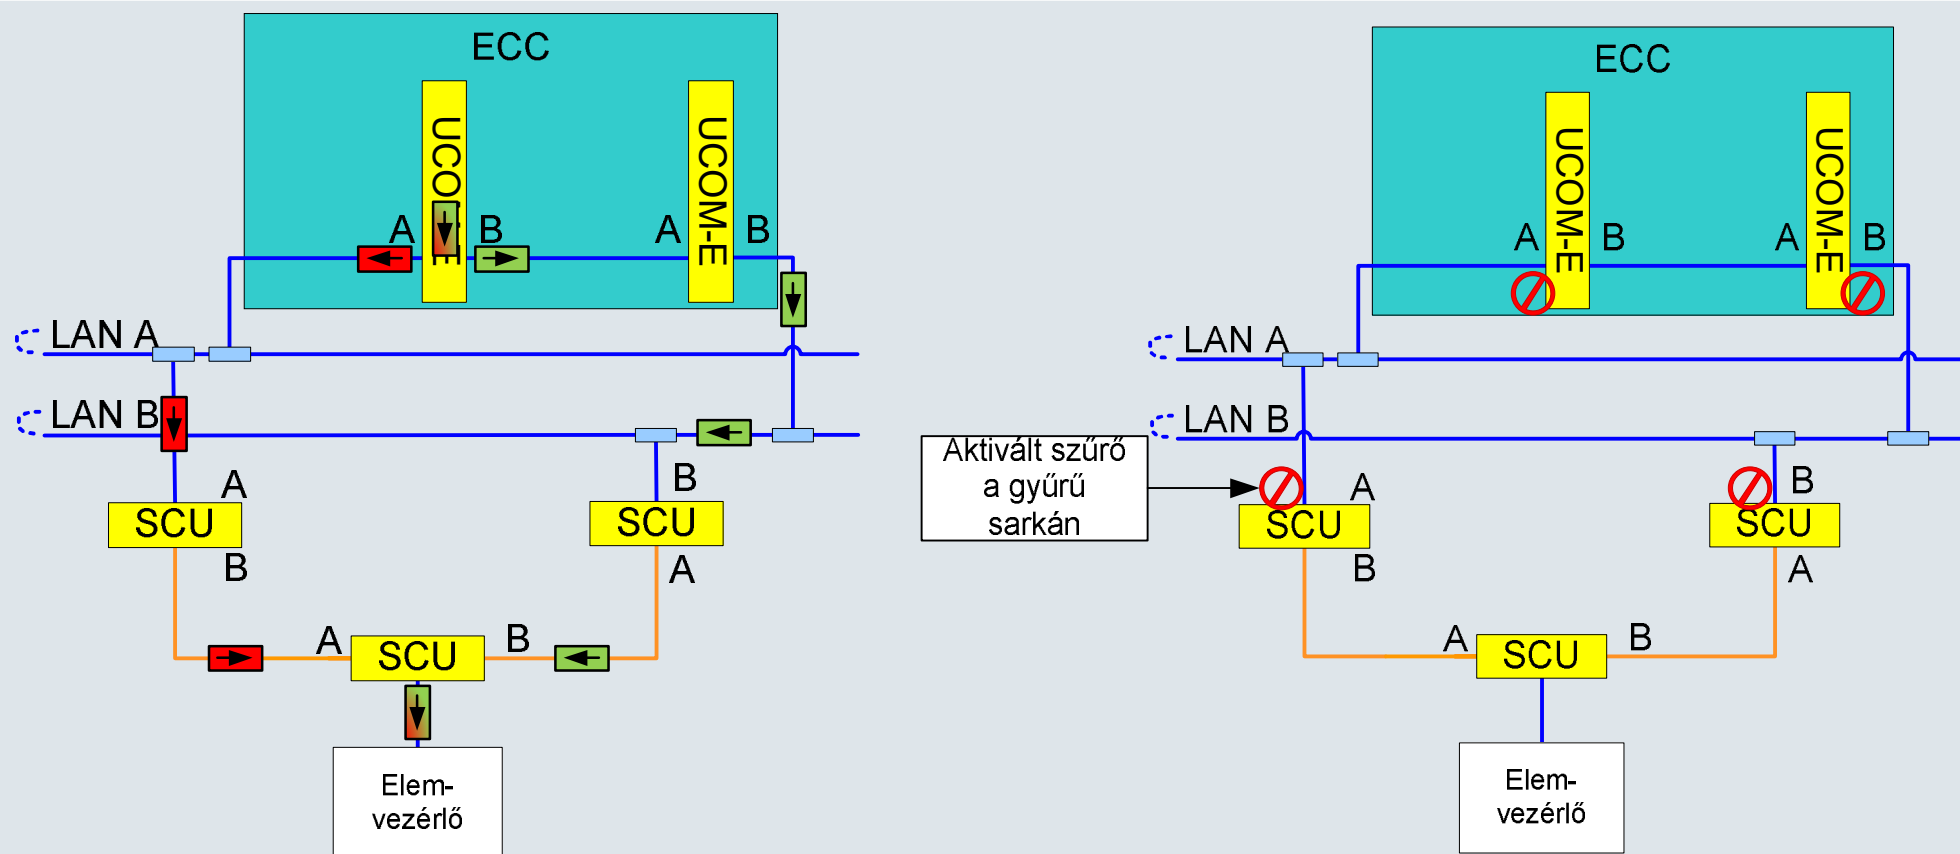 ECC
UCOM-E
UCOM-E
A
B
A
B
LAN A
LAN B
A
SCU
B
B
SCU
A
A
SCU
B
Elem-
vezérlő
ECC
UCOM-E
UCOM-E
A
B
A
B
LAN A
LAN B
Aktivált szűrő
a gyűrű
sarkán
A
SCU
B
B
SCU
A
A
SCU
B
Elem-
vezérlő